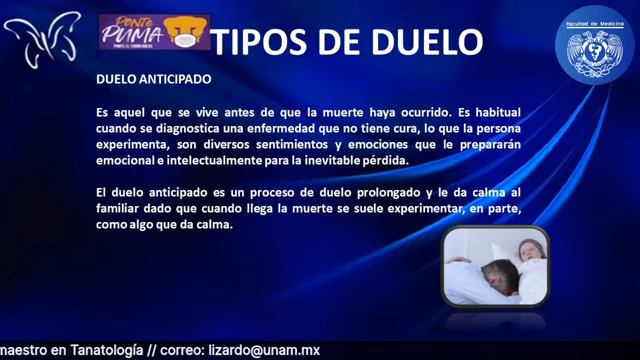 PONTE
PUMA
PONTE EL CUBREBOCAS
TIPOS DE DUELO
Facultad de Medicina
DUELO ANTICIPADO
Es aquel que se vive antes de que la muerte haya ocurrido. Es habitual
cuando se diagnostica una enfermedad que no tiene cura, lo que la persona
experimenta, son diversos sentimientos y emociones que le prepararán
emocional e intelectualmente para la inevitable pérdida.
El duelo anticipado es un proceso de duelo prolongado y le da calma al
familiar dado que cuando llega la muerte se suele experimentar, en parte,
como algo que da calma.
maestro en Tanatología // correo: lizardo@unam.mx